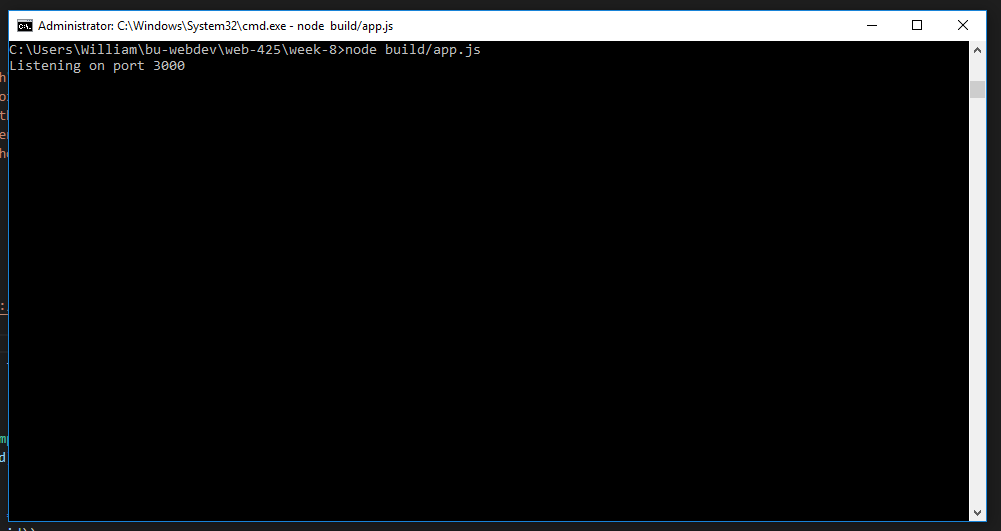 Administrator: C:\Windows\System32\cmd.exe - node  build/app.js
C:\Users\William\bu-webdev\web-425\week-8>node build/app.js
Listening on port 3000